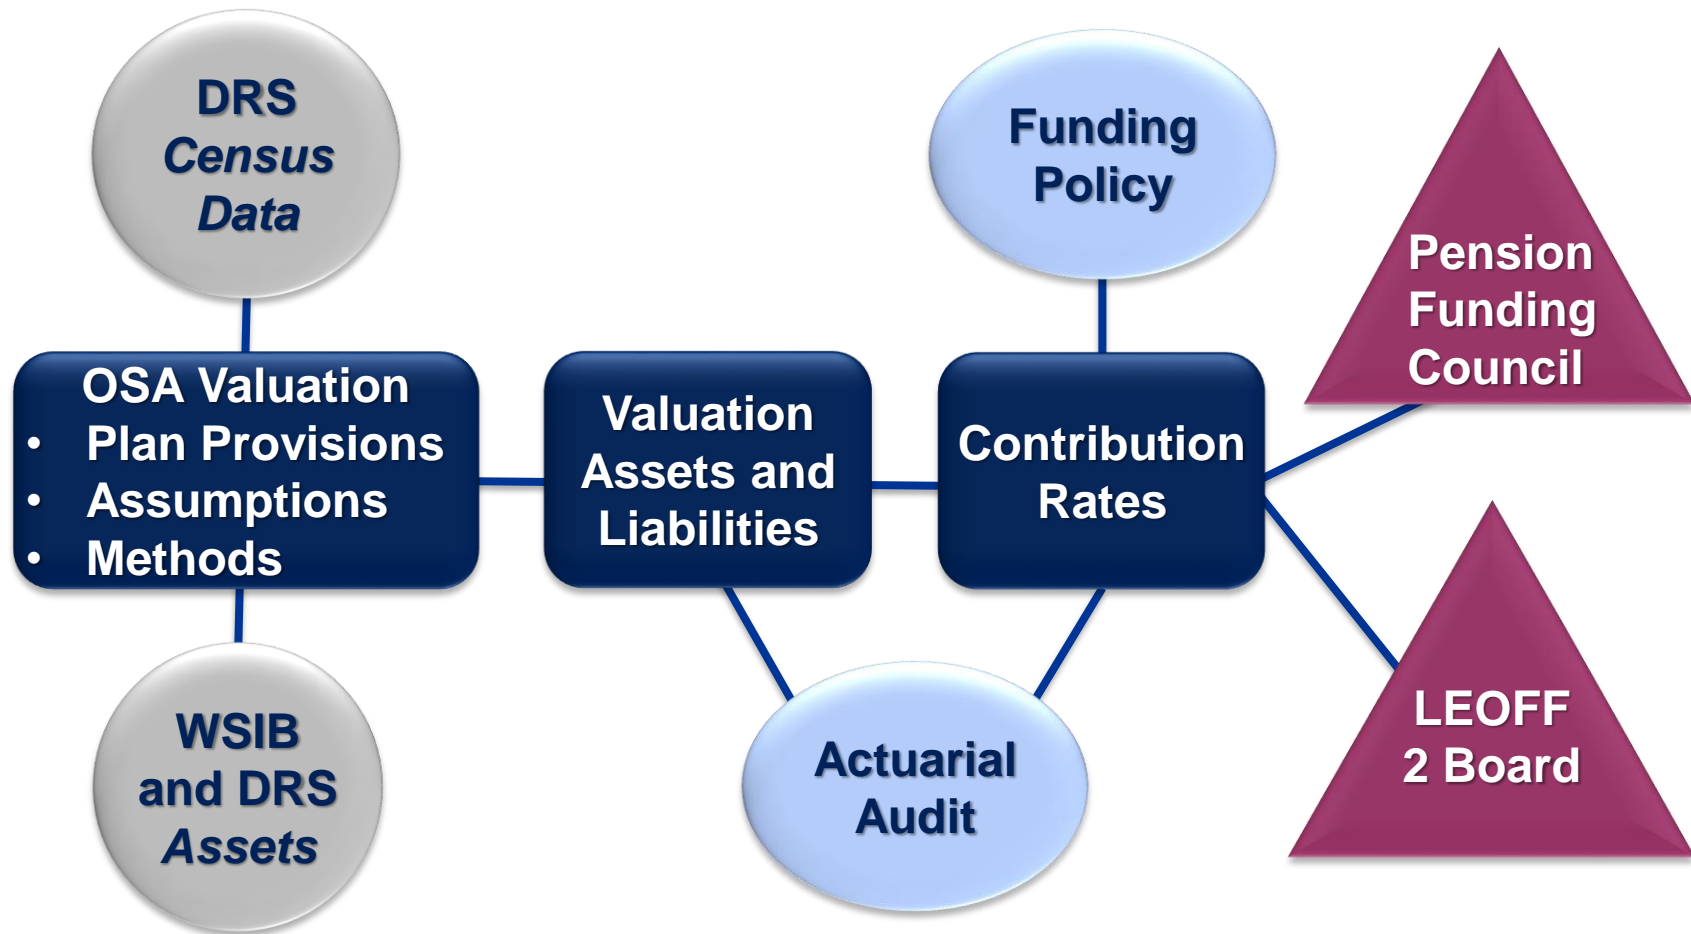 DRS
Census
Data
OSA Valuation
• Plan Provisions
• Assumptions
• Methods
WSIB
and DRS
Assets
Valuation
Assets and
Liabilities
Funding
Policy
Contribution
Rates
Actuarial
Audit
Pension
Funding
Council
LEOFF
2 Board